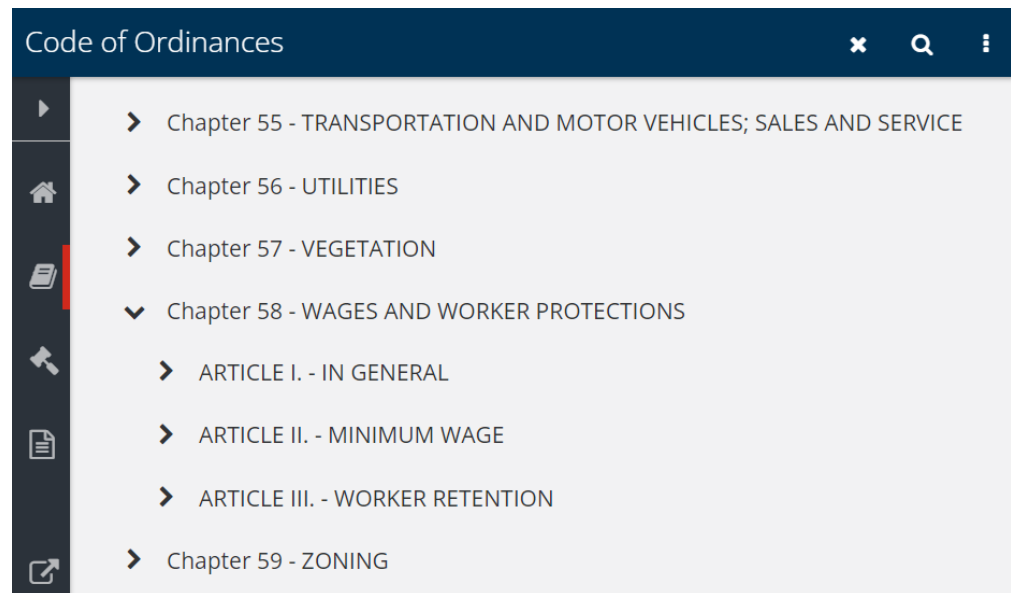 Code of Ordinances
Chapter 55 - TRANSPORTATION AND MOTOR VEHICLES; SALES AND SERVICE
Chapter 56 - UTILITIES
Chapter 57 - VEGETATION
Chapter 58 - WAGES AND WORKER PROTECTIONS
ARTICLE I. - IN GENERAL
ARTICLE II. - MINIMUM WAGE
ARTICLE III. - WORKER RETENTION
Chapter 59 - ZONING